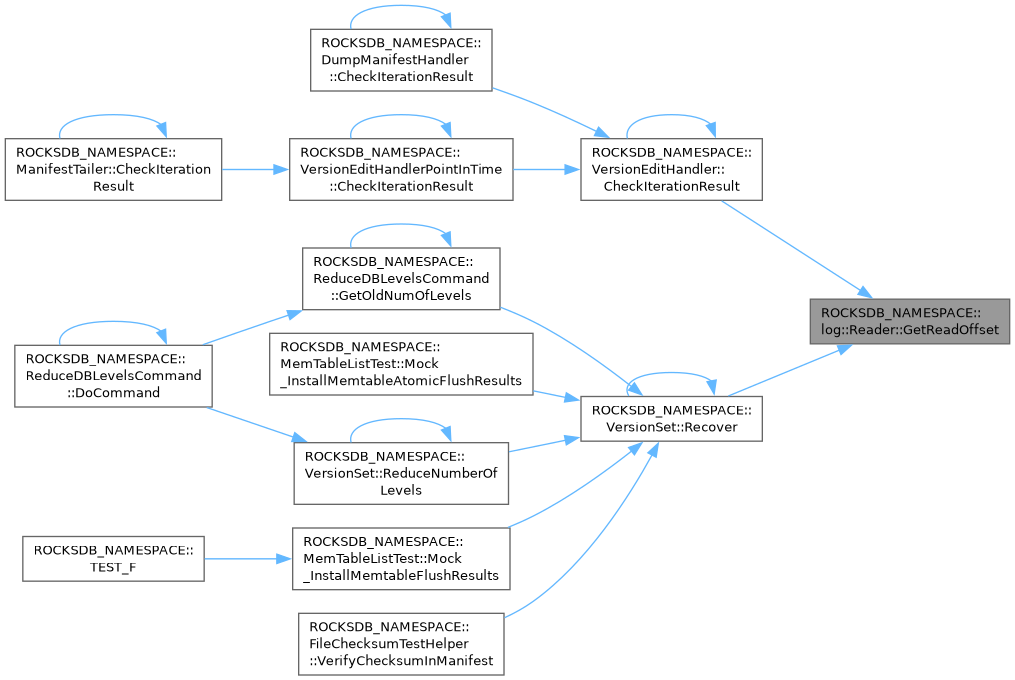 ROCKSDB_NAMESPACE::
DumpManifestHandler
::CheckIterationResult
ROCKSDB_NAMESPACE::
ManifestTailer::CheckIteration
Result
ROCKSDB_NAMESPACE::
VersionEditHandlerPointInTime
::CheckIterationResult
ROCKSDB_NAMESPACE::
VersionEditHandler::
CheckIterationResult
ROCKSDB_NAMESPACE::
ReduceDBLevelsCommand
::GetOldNumOfLevels
ROCKSDB_NAMESPACE::
log::Reader::GetReadOffset
ROCKSDB_NAMESPACE::
ReduceDBLevelsCommand
::DoCommand
ROCKSDB_NAMESPACE::
MemTableListTest::Mock
_InstallMemtableAtomicFlushResults
ROCKSDB_NAMESPACE::
VersionSet::Recover
ROCKSDB_NAMESPACE::
VersionSet::ReduceNumberOf
Levels
ROCKSDB_NAMESPACE::
TEST_F
ROCKSDB_NAMESPACE::
MemTableListTest::Mock
_InstallMemtableFlushResults
ROCKSDB_NAMESPACE::
FileChecksumTestHelper
::VerifyChecksumInManifest